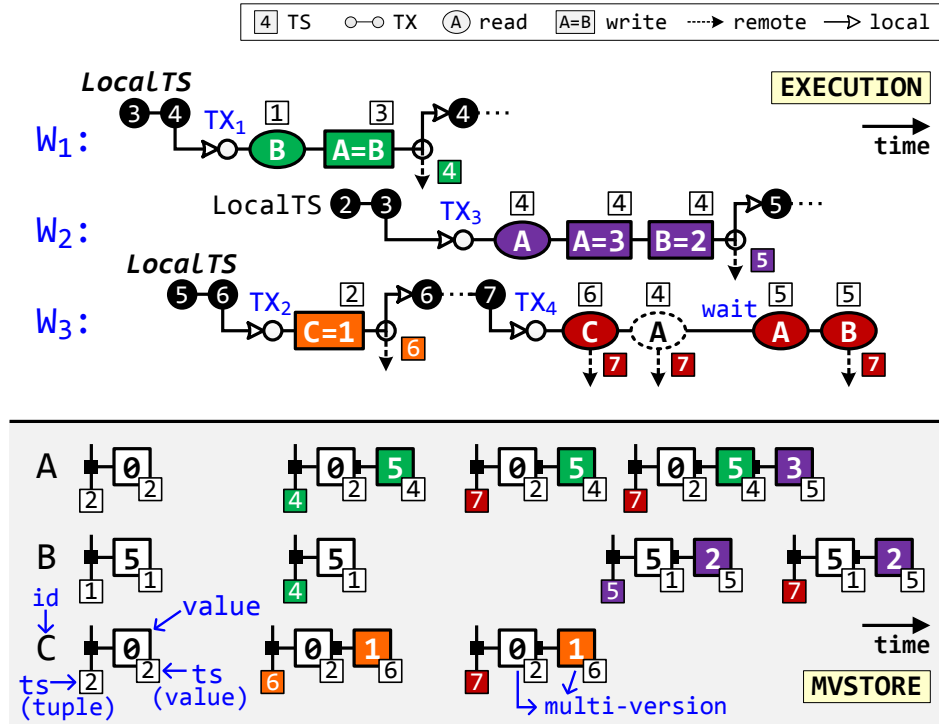 4 TS TX A read A=B write remote local
LocalTS
EXECUTION
3 4 TX1 1 B 3 A=B 4 4 ...
W1:
time
LocalTS 2 3 TX3 4 A 4 A=3 4 B=2 5 5 ...
W2:
LocalTS
5 6 TX2 2 C=1 6 6 ... 7 TX4 6 C 7 4 A 7 wait 5 A 5 B 7
W3:
A 0 2 2 0 5 4 2 4 0 5 7 2 4 0 5 3 7 2 4 5
B 5 1 1 5 4 1 5 2 5 1 5 5 2 7 1 5
id value
C 0 2 2 0 1 6 2 6 0 1 7 2 6
time
ts (tuple)
ts (value)
multi-version
MVSTORE